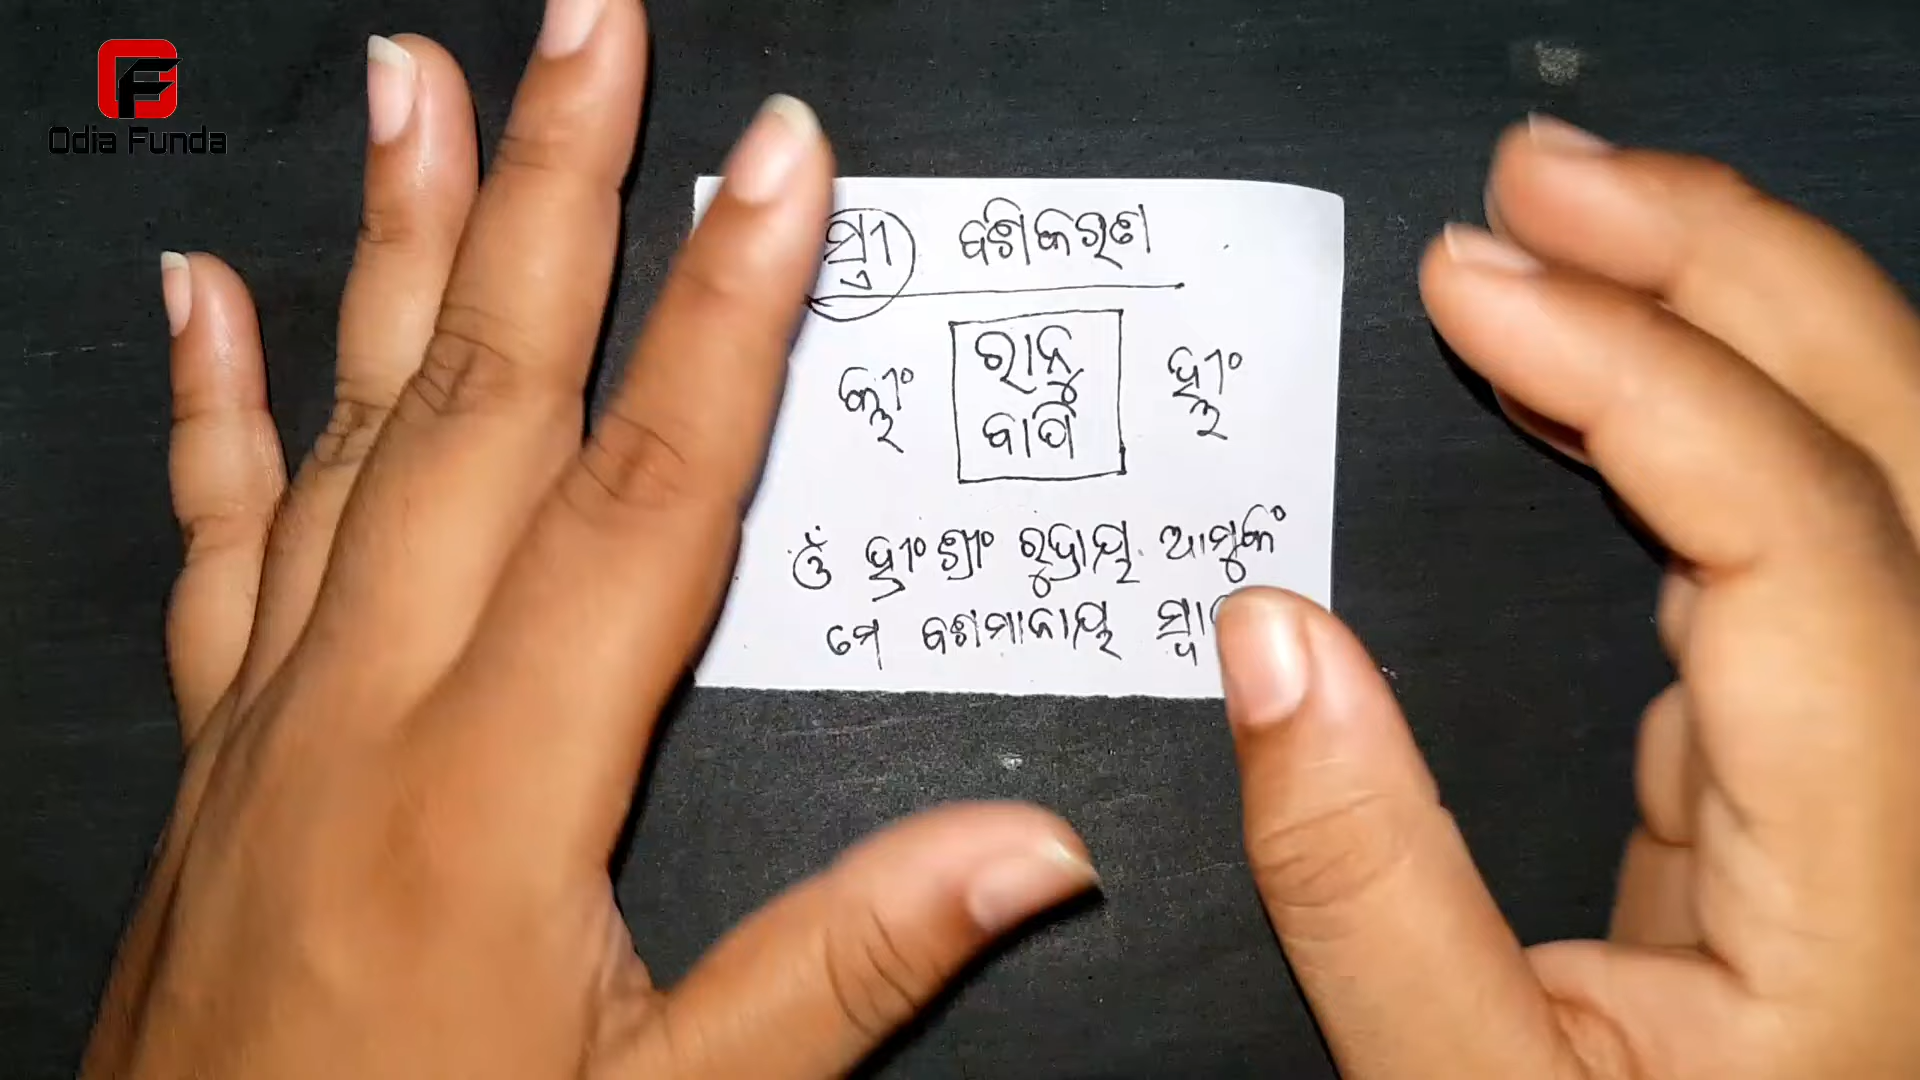 Odia Funda
ସ୍ତ୍ରୀ ବଶିକରଣ
ରାନୁ
ବାପି
କ୍ଲୀଂ
ହ୍ଲୀଂ
ଓଁ ହ୍ରୀଂ ଶ୍ରୀଂ ରୁଦ୍ରାୟ ଆମୁକଂ
ମେ ବଶମାନାୟ